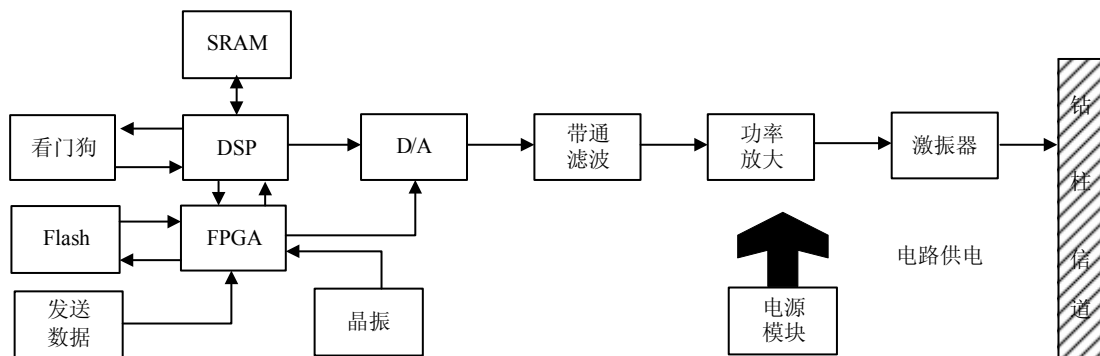 SRAM
看门狗
DSP
D/A
带通
滤波
功率
放大
激振器
钻
柱
信
道
Flash
FPGA
电路供电
发送
数据
晶振
电源
模块